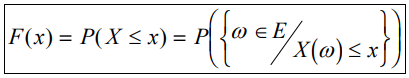 F(x) = P(X ≤ x) = P({ω ∈ E / X(ω) ≤ x})